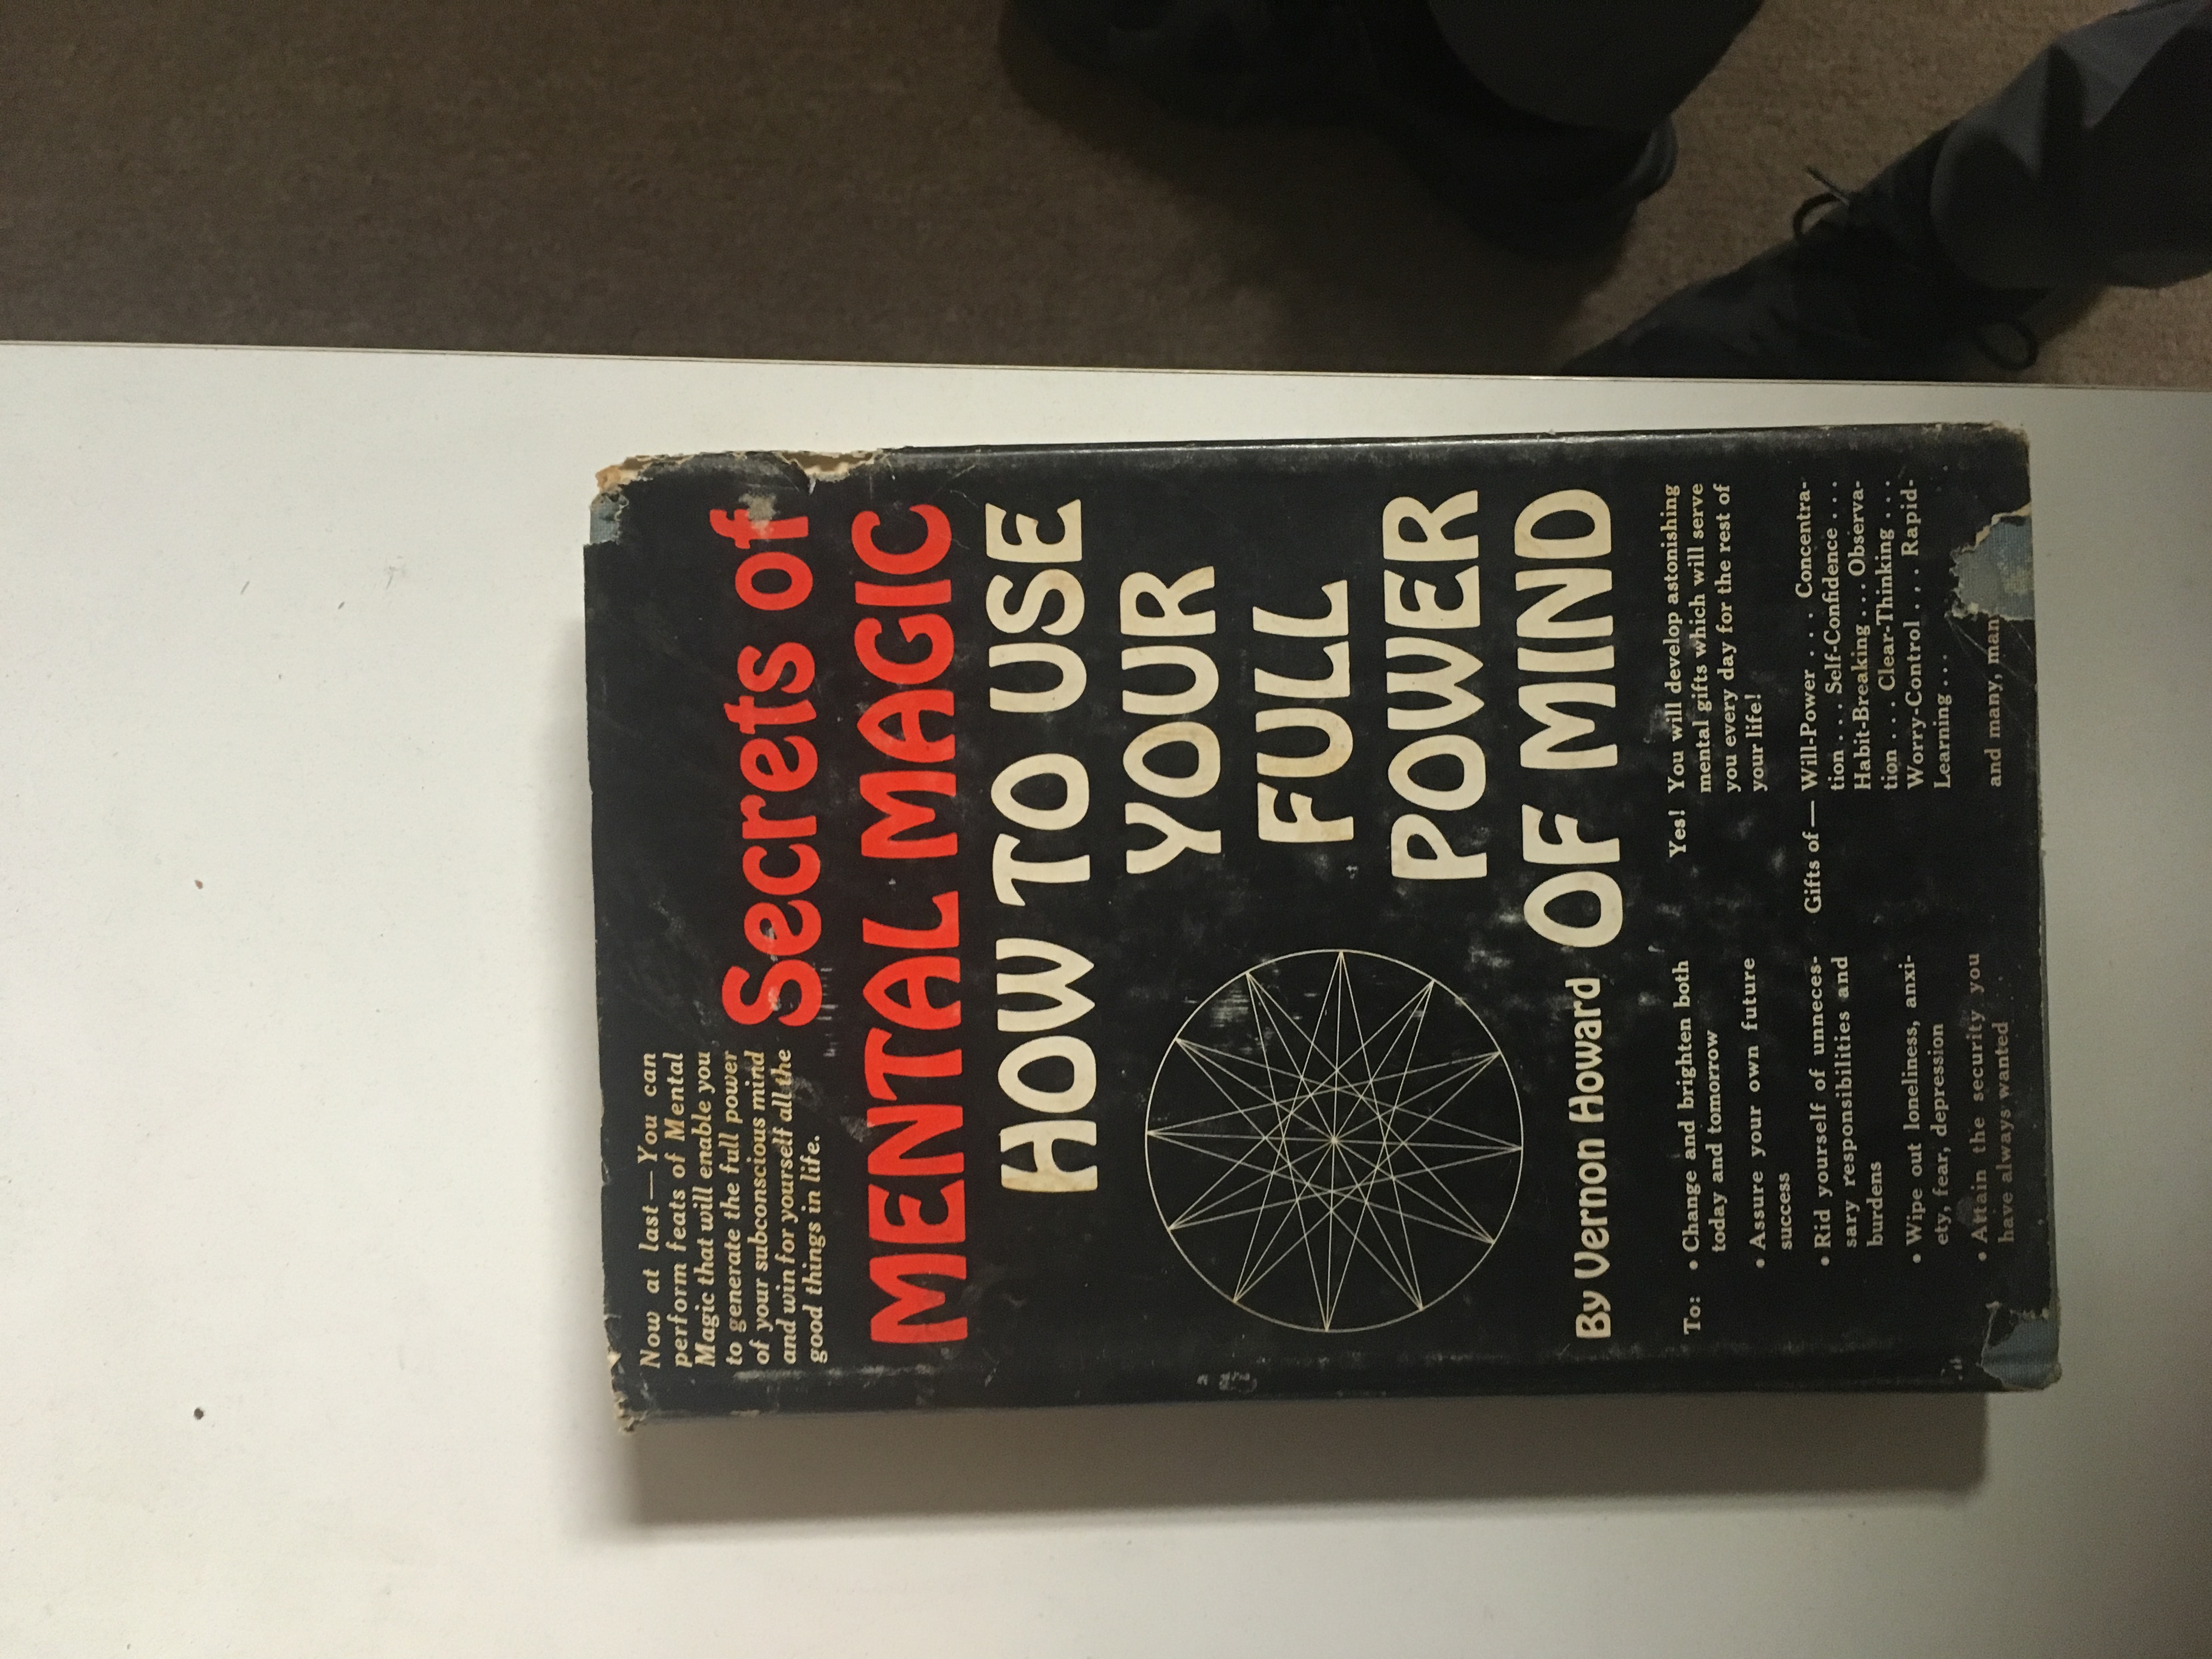 Now at last — You can
perform feats of Mental
Magic that will enable you
to generate the full power
of your subconscious mind
and win for yourself all the
good things in life.
Secrets of
MENTAL MAGIC
HOW TO USE
YOUR
FULL
POWER
OF MIND
By Vernon Howard
To: • Change and brighten both
today and tomorrow
• Assure your own future
success
• Rid yourself of unneces-
sary responsibilities and
burdens
• Wipe out loneliness, anxi-
ety, fear, depression
• Attain the security you
have always wanted
Yes! You will develop astonishing
mental gifts which will serve
you every day for the rest of
your life!
Gifts of — Will-Power . . . Concentra-
tion . . . Self-Confidence . . .
Habit-Breaking . . . Observa-
tion . . . Clear-Thinking . . .
Worry-Control . . . Rapid-
Learning . . .
and many,